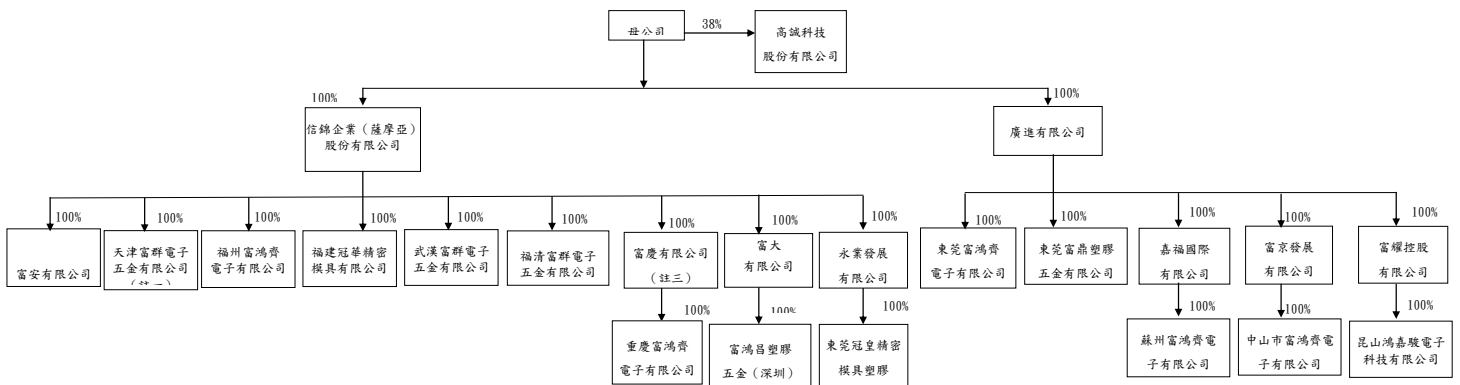 母公司
38%
高誠科技
股份有限公司
100%
100%
信錦企業（薩摩亞）
股份有限公司
廣進有限公司
100%
100%
100%
100%
100%
100%
100%
100%
100%
100%
100%
100%
100%
100%
富安有限公司
天津富群電子
五金有限公司
（註一）
福州富鴻齊
電子有限公司
福建冠華精密
模具有限公司
武漢富群電子
五金有限公司
福清富群電子
五金有限公司
富慶有限公司
（註三）
富大
有限公司
永業發展
有限公司
東莞富鴻齊
電子有限公司
東莞富鼎塑膠
五金有限公司
嘉福國際
有限公司
富京發展
有限公司
富耀控股
有限公司
100%
100%
100%
100%
100%
100%
重慶富鴻齊
電子有限公司
富鴻昌塑膠
五金（深圳）
東莞冠皇精密
模具塑膠
蘇州富鴻齊電
子有限公司
中山市富鴻齊電
子有限公司
昆山鴻嘉駿電子
科技有限公司